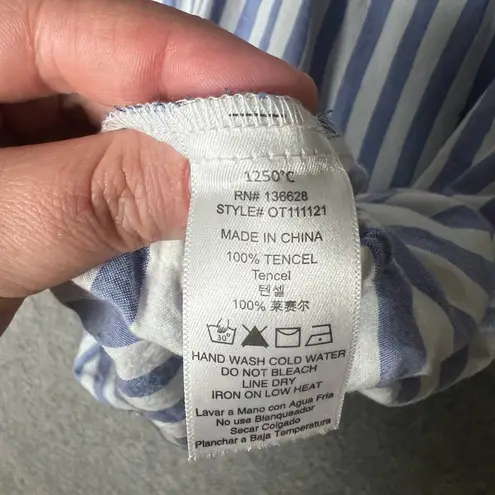 1250°C
RN# 136628
STYLE# OT111121
MADE IN CHINA
100% TENCEL
Tencel
텐셀
100% 莱赛尔
30°
HAND WASH COLD WATER
DO NOT BLEACH
LINE DRY
IRON ON LOW HEAT
Lavar a Mano con Agua Fria
No use Blanqueador
Secar Colgado
Planchar a Baja Temperatura